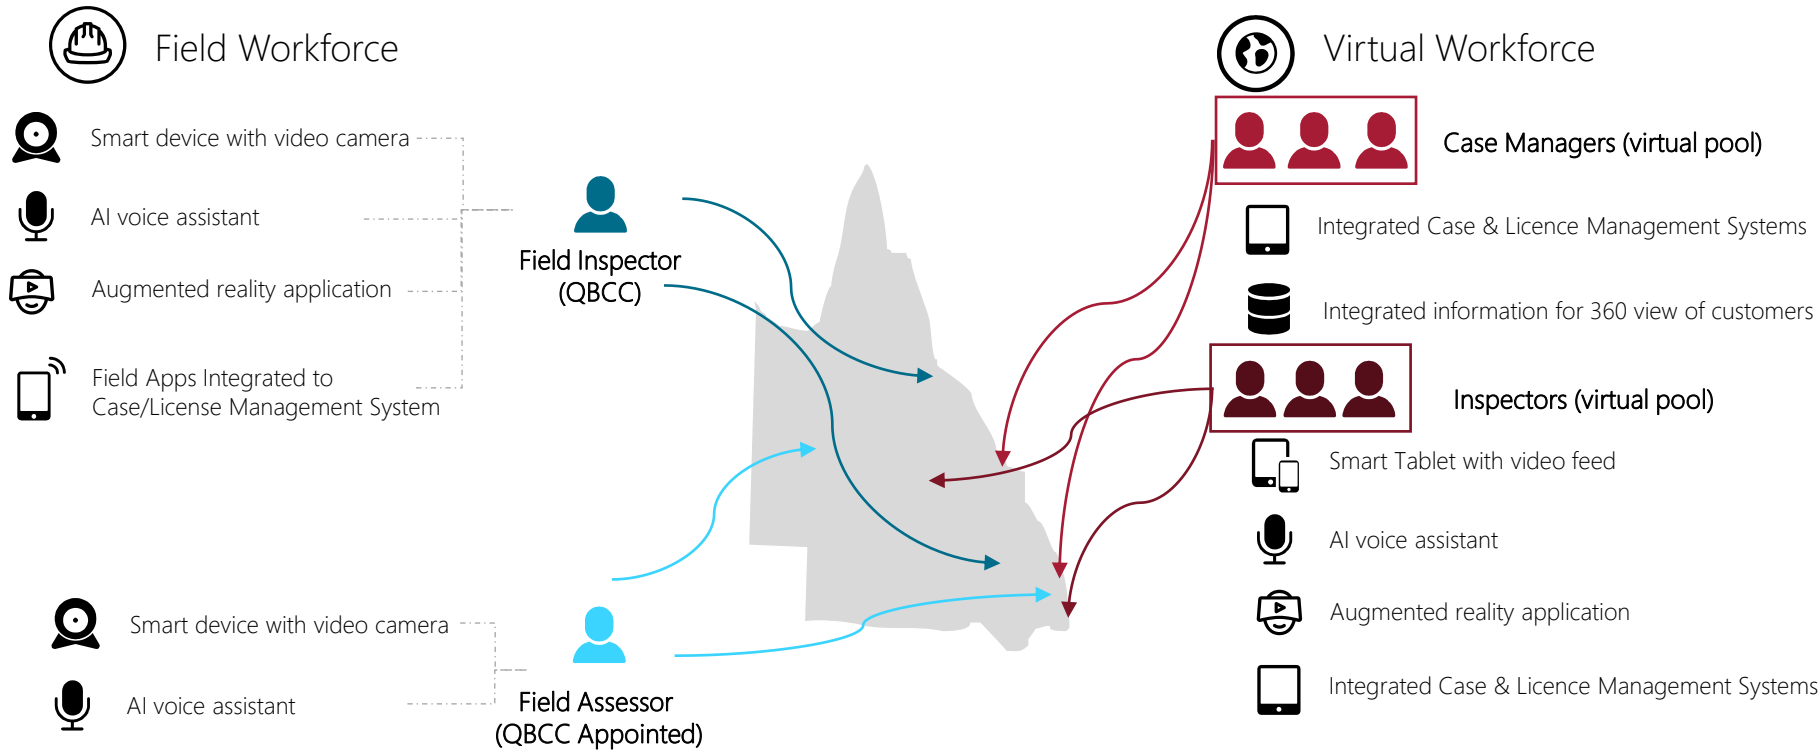 Field Workforce
Smart device with video camera
AI voice assistant
Augmented reality application
Field Apps Integrated to
Case/License Management System
Field Inspector
(QBCC)
Smart device with video camera
AI voice assistant
Field Assessor
(QBCC Appointed)
Virtual Workforce
Case Managers (virtual pool)
Integrated Case & Licence Management Systems
Integrated information for 360 view of customers
Inspectors (virtual pool)
Smart Tablet with video feed
AI voice assistant
Augmented reality application
Integrated Case & Licence Management Systems